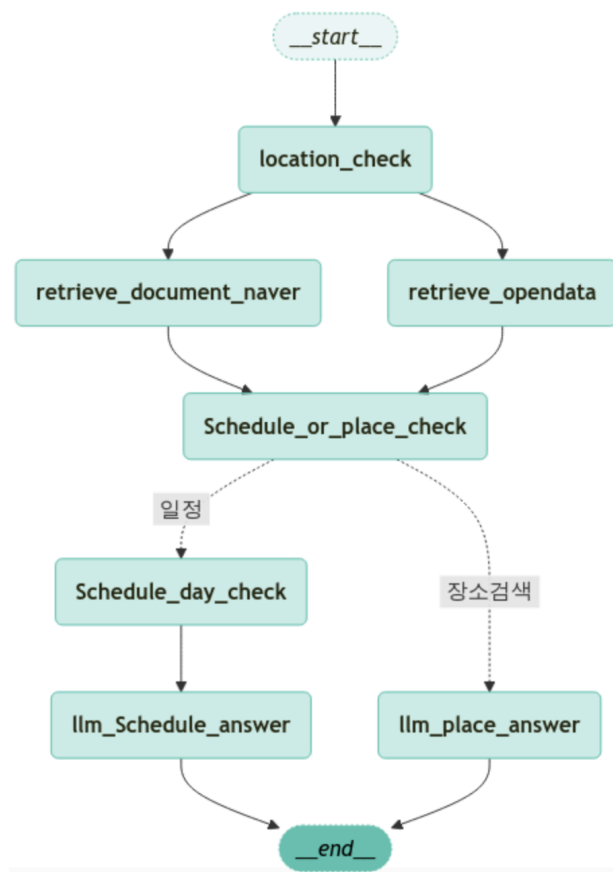 __start__
location_check
retrieve_document_naver
retrieve_opendata
Schedule_or_place_check
일정
Schedule_day_check
장소검색
llm_Schedule_answer
llm_place_answer
__end__